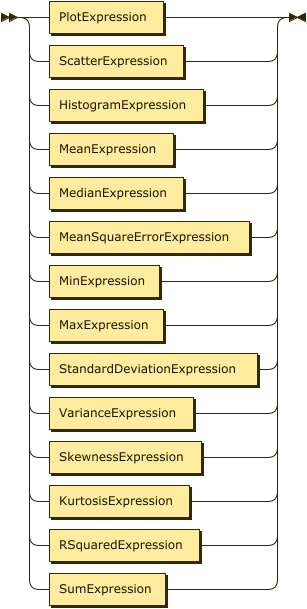 PlotExpression
ScatterExpression
HistogramExpression
MeanExpression
MedianExpression
MeanSquareErrorExpression
MinExpression
MaxExpression
StandardDeviationExpression
VarianceExpression
SkewnessExpression
KurtosisExpression
RSquaredExpression
SumExpression